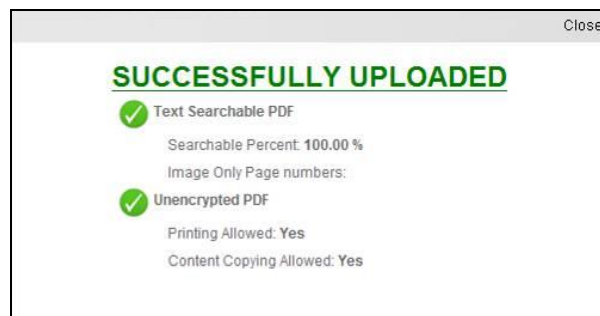 Close
SUCCESSFULLY UPLOADED
Text Searchable PDF
Searchable Percent: 100.00 %
Image Only Page numbers:
Unencrypted PDF
Printing Allowed: Yes
Content Copying Allowed: Yes